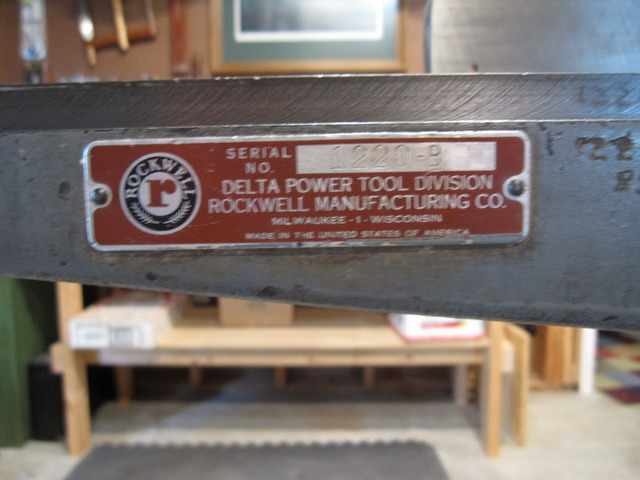 ROCKWELL
r
SERIAL NO. 1220-B
DELTA POWER TOOL DIVISION
ROCKWELL MANUFACTURING CO.
MILWAUKEE-1-WISCONSIN
MADE IN THE UNITED STATES OF AMERICA